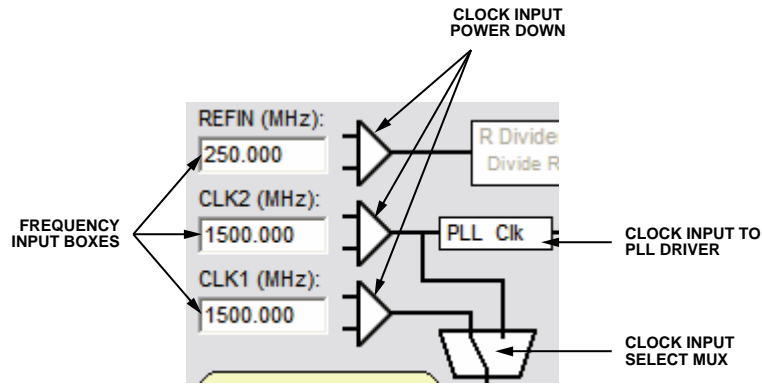 CLOCK INPUT
POWER DOWN
REFIN (MHz):
250.000
R Divide
Divide R
CLK2 (MHz):
1500.000
PLL Clk
FREQUENCY
INPUT BOXES
CLOCK INPUT TO
PLL DRIVER
CLK1 (MHz):
1500.000
CLOCK INPUT
SELECT MUX